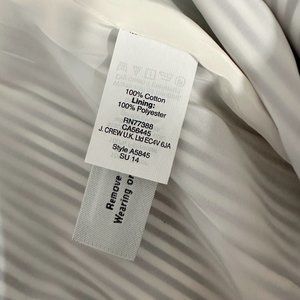 100% Cotton
Lining:
100% Polyester
RN77388
CA56445
J. CREW U.K. Ltd EC4V 6JA
Style A5845
SU 14
Remove
Wearing or